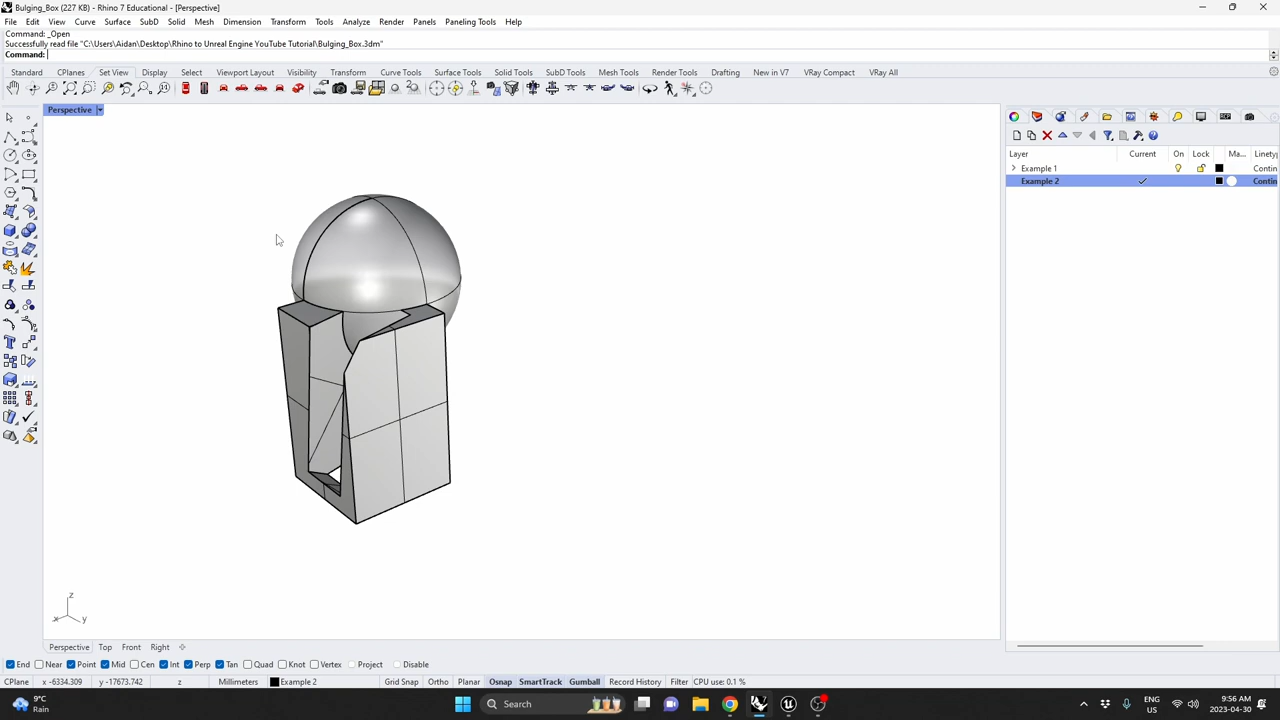 Bulging_Box (227 KB) - Rhino 7 Educational - [Perspective]
File Edit View Curve Surface SubD Solid Mesh Dimension Transform Tools Analyze Render Panels Paneling Tools Help
Command: _Open
Successfully read file "C:\Users\Aidan\Desktop\Rhino to Unreal Engine YouTube Tutorial\Bulging_Box.3dm"
Command:
Standard CPlanes Set View Display Select Viewport Layout Visibility Transform Curve Tools Surface Tools Solid Tools SubD Tools Mesh Tools Render Tools Drafting New in V7 VRay Compact VRay All
Perspective
Layer Current On Lock Ma... Linetyp
Example 1 Contin
Example 2 Contin
z
x y
Perspective Top Front Right
End Near Point Mid Cen Int Perp Tan Quad Knot Vertex Project Disable
CPlane x -6334.309 y -17673.742 z Millimeters Example 2 Grid Snap Ortho Planar Osnap SmartTrack Gumball Record History Filter CPU use: 0.1 %
9°C
Rain
Search
ENG
US
9:56 AM
2023-04-30